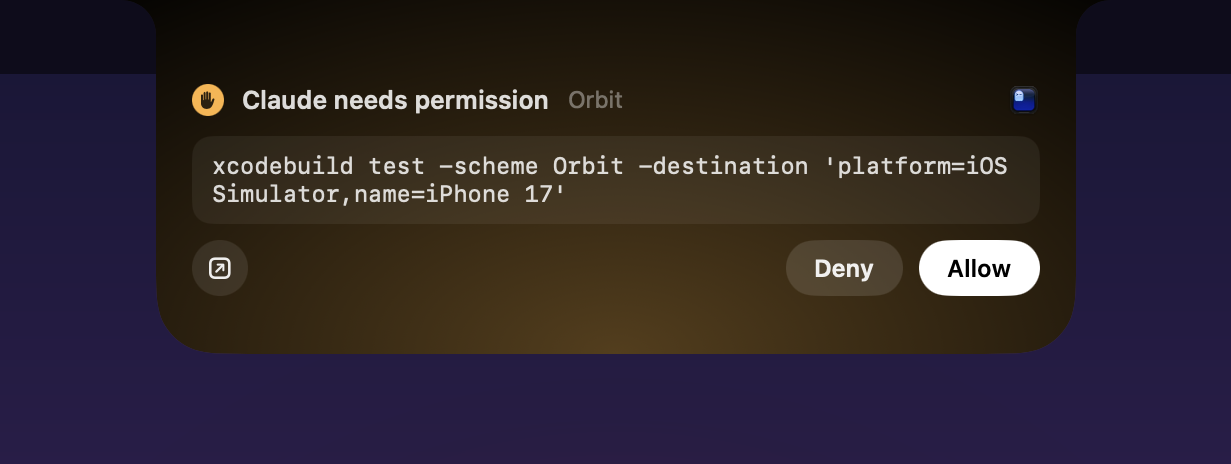 Claude needs permission Orbit
xcodebuild test –scheme Orbit –destination 'platform=iOS
Simulator,name=iPhone 17'
Deny Allow